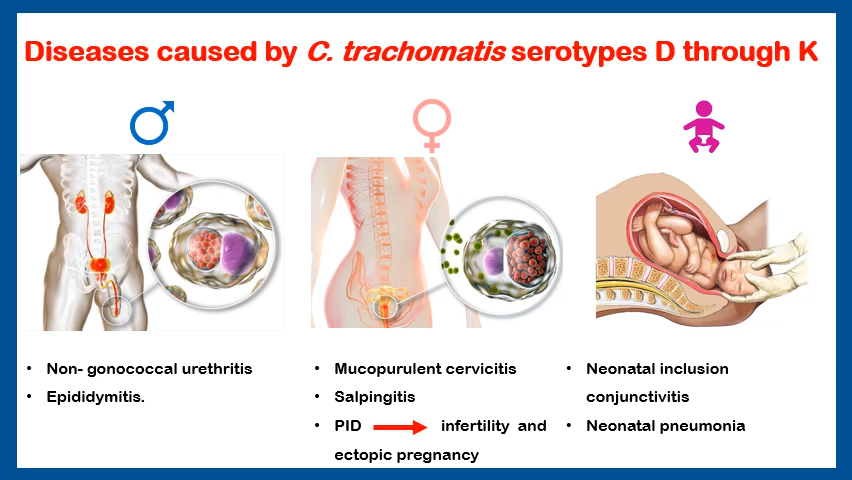 Diseases caused by C. trachomatis serotypes D through K
• Non- gonococcal urethritis
• Epididymitis.
• Mucopurulent cervicitis
• Salpingitis
• PID → infertility and
ectopic pregnancy
• Neonatal inclusion
conjunctivitis
• Neonatal pneumonia